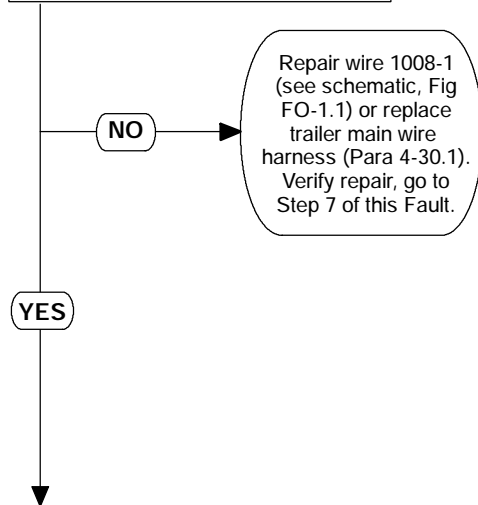 Repair wire 1008-1
(see schematic, Fig
FO-1.1) or replace
trailer main wire
harness (Para 4-30.1).
Verify repair, go to
Step 7 of this Fault.
NO
YES